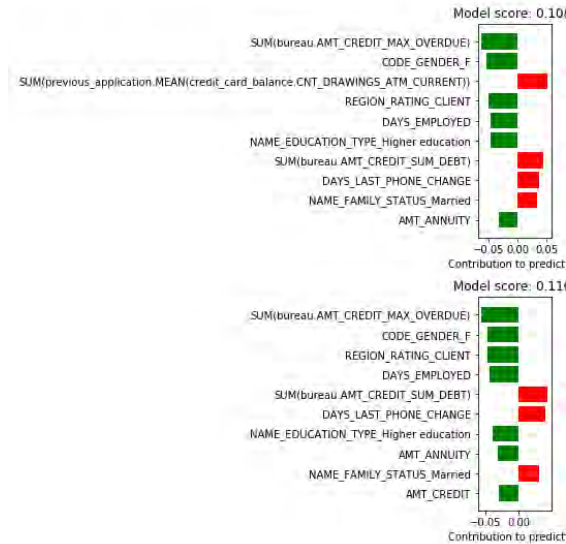 Model score: 0.10
SUM(bureau.AMT_CREDIT_MAX_OVERDUE)
CODE_GENDER_F
SUM(previous_application.MEAN(credit_card_balance.CNT_DRAWINGS_ATM_CURRENT))
REGION_RATING_CLIENT
DAYS_EMPLOYED
NAME_EDUCATION_TYPE_Higher education
SUM(bureau.AMT_CREDIT_SUM_DEBT)
DAYS_LAST_PHONE_CHANGE
NAME_FAMILY_STATUS_Married
AMT_ANNUITY
−0.05 0.00 0.05
Contribution to predict
Model score: 0.11
SUM(bureau.AMT_CREDIT_MAX_OVERDUE)
CODE_GENDER_F
REGION_RATING_CLIENT
DAYS_EMPLOYED
SUM(bureau.AMT_CREDIT_SUM_DEBT)
DAYS_LAST_PHONE_CHANGE
NAME_EDUCATION_TYPE_Higher education
AMT_ANNUITY
NAME_FAMILY_STATUS_Married
AMT_CREDIT
−0.05 0.00
Contribution to predict